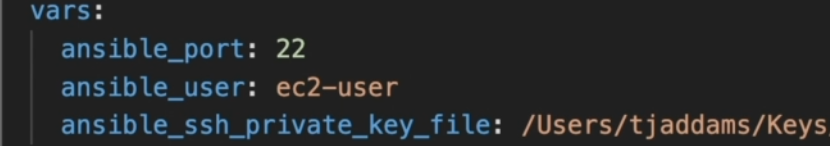 vars:
ansible_port: 22
ansible_user: ec2-user
ansible_ssh_private_key_file: /Users/tjaddams/Keys